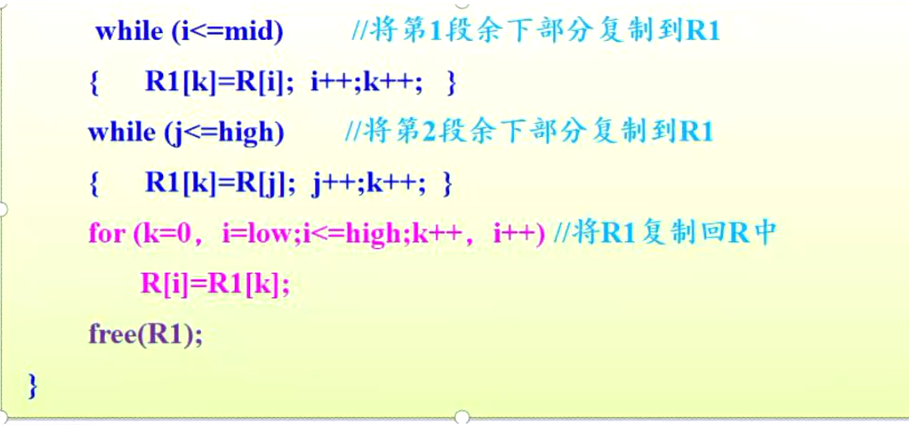 while (i<=mid) //将第1段余下部分复制到R1
{ R1[k]=R[i]; i++;k++; }
while (j<=high) //将第2段余下部分复制到R1
{ R1[k]=R[j]; j++;k++; }
for (k=0，i=low;i<=high;k++，i++) //将R1复制回R中
R[i]=R1[k];
free(R1);
}